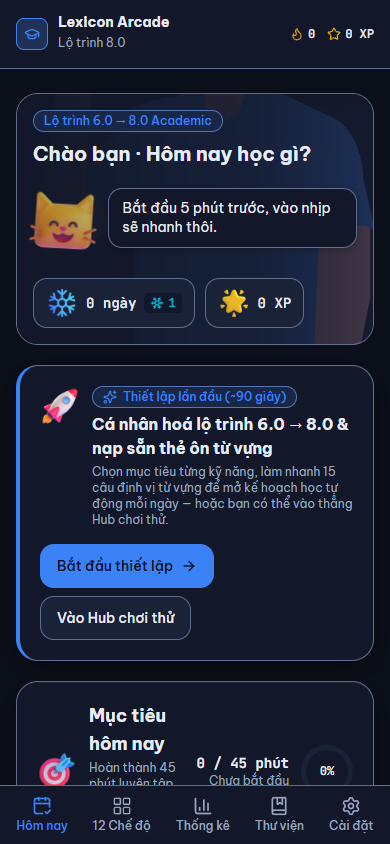 Lexicon Arcade
Lộ trình 8.0
0
0 XP
Lộ trình 6.0 → 8.0 Academic
Chào bạn · Hôm nay học gì?
Bắt đầu 5 phút trước, vào nhịp
sẽ nhanh thôi.
0 ngày
1
0 XP
Thiết lập lần đầu (~90 giây)
Cá nhân hoá lộ trình 6.0 → 8.0 &
nạp sẵn thẻ ôn từ vựng
Chọn mục tiêu từng kỹ năng, làm nhanh 15
câu định vị từ vựng để mở kế hoạch học tự
động mỗi ngày — hoặc bạn có thể vào thẳng
Hub chơi thử.
Bắt đầu thiết lập →
Vào Hub chơi thử
Mục tiêu
hôm nay
Hoàn thành 45
phút luyện tập
0 / 45 phút
Chưa bắt đầu
0%
Hôm nay
12 Chế độ
Thống kê
Thư viện
Cài đặt